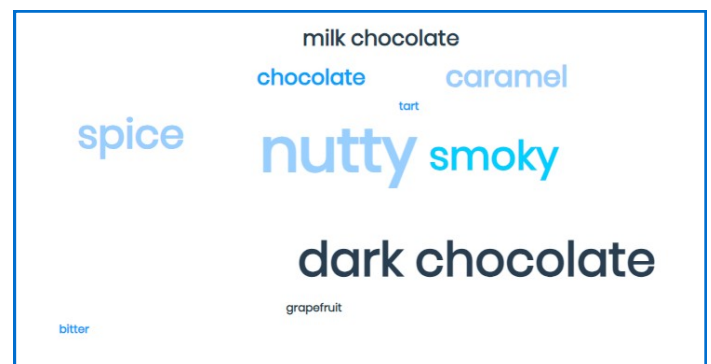 milk chocolate
chocolate
caramel
tart
spice
nutty
smoky
dark chocolate
grapefruit
bitter